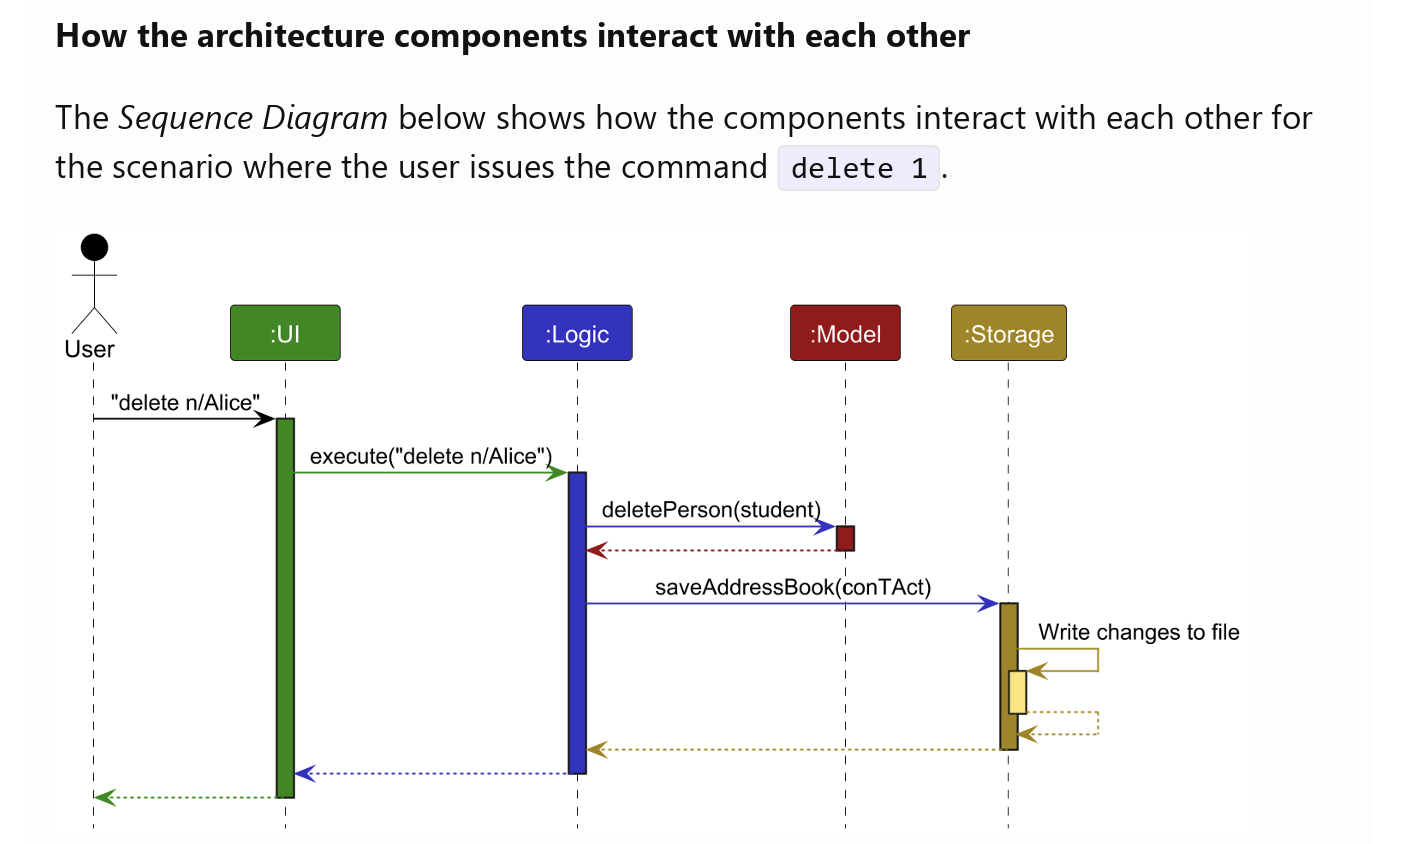 How the architecture components interact with each other
The Sequence Diagram below shows how the components interact with each other for
the scenario where the user issues the command delete 1.
User
:UI
:Logic
:Model
:Storage
"delete n/Alice"
execute("delete n/Alice")
deletePerson(student)
saveAddressBook(conTAct)
Write changes to file